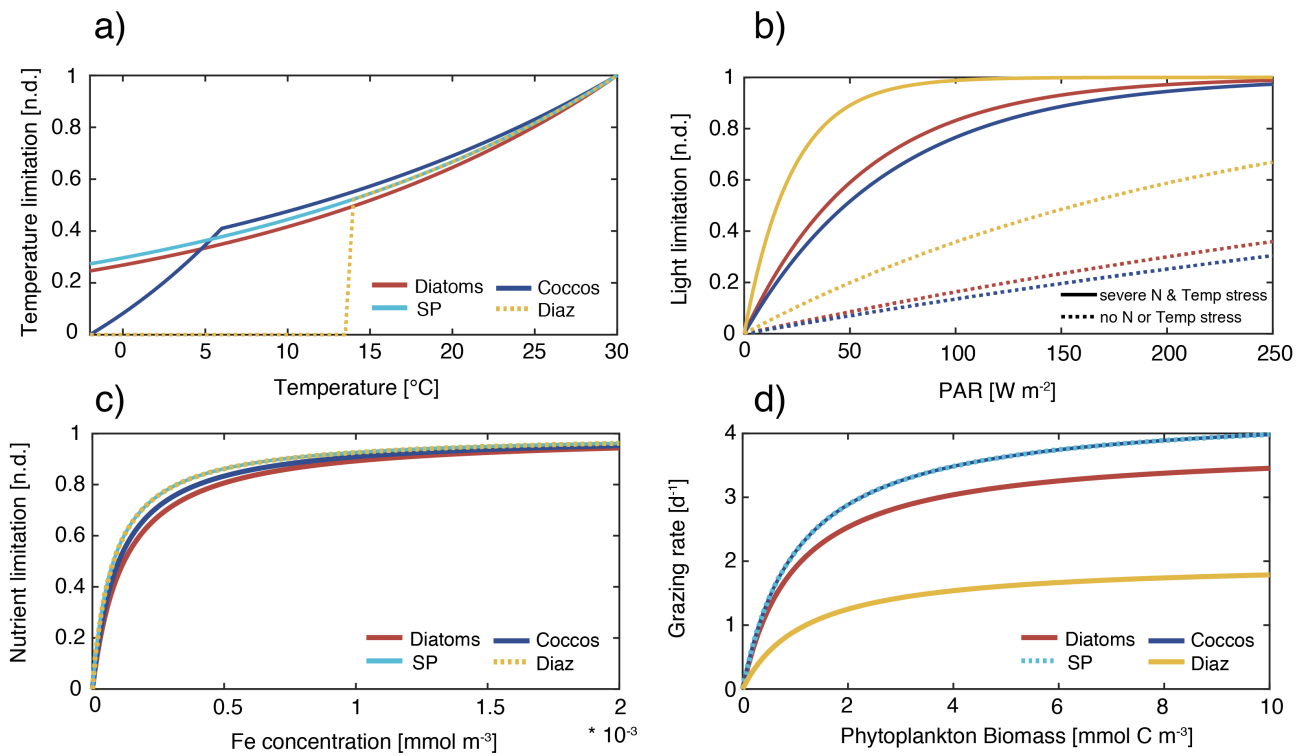 a)
Temperature limitation [n.d.]
1
0.8
0.6
0.4
0.2
0
0 5 10 15 20 25 30
Temperature [°C]
Diatoms Coccos
SP Diaz
b)
Light limitation [n.d.]
1
0.8
0.6
0.4
0.2
0
0 50 100 150 200 250
PAR [W m⁻²]
severe N & Temp stress
no N or Temp stress
c)
Nutrient limitation [n.d.]
1
0.8
0.6
0.4
0.2
0
0 0.5 1 1.5 2
* 10⁻³
Fe concentration [mmol m⁻³]
Diatoms Coccos
SP Diaz
d)
Grazing rate [d⁻¹]
4
3
2
1
0
0 2 4 6 8 10
Phytoplankton Biomass [mmol C m⁻³]
Diatoms Coccos
SP Diaz